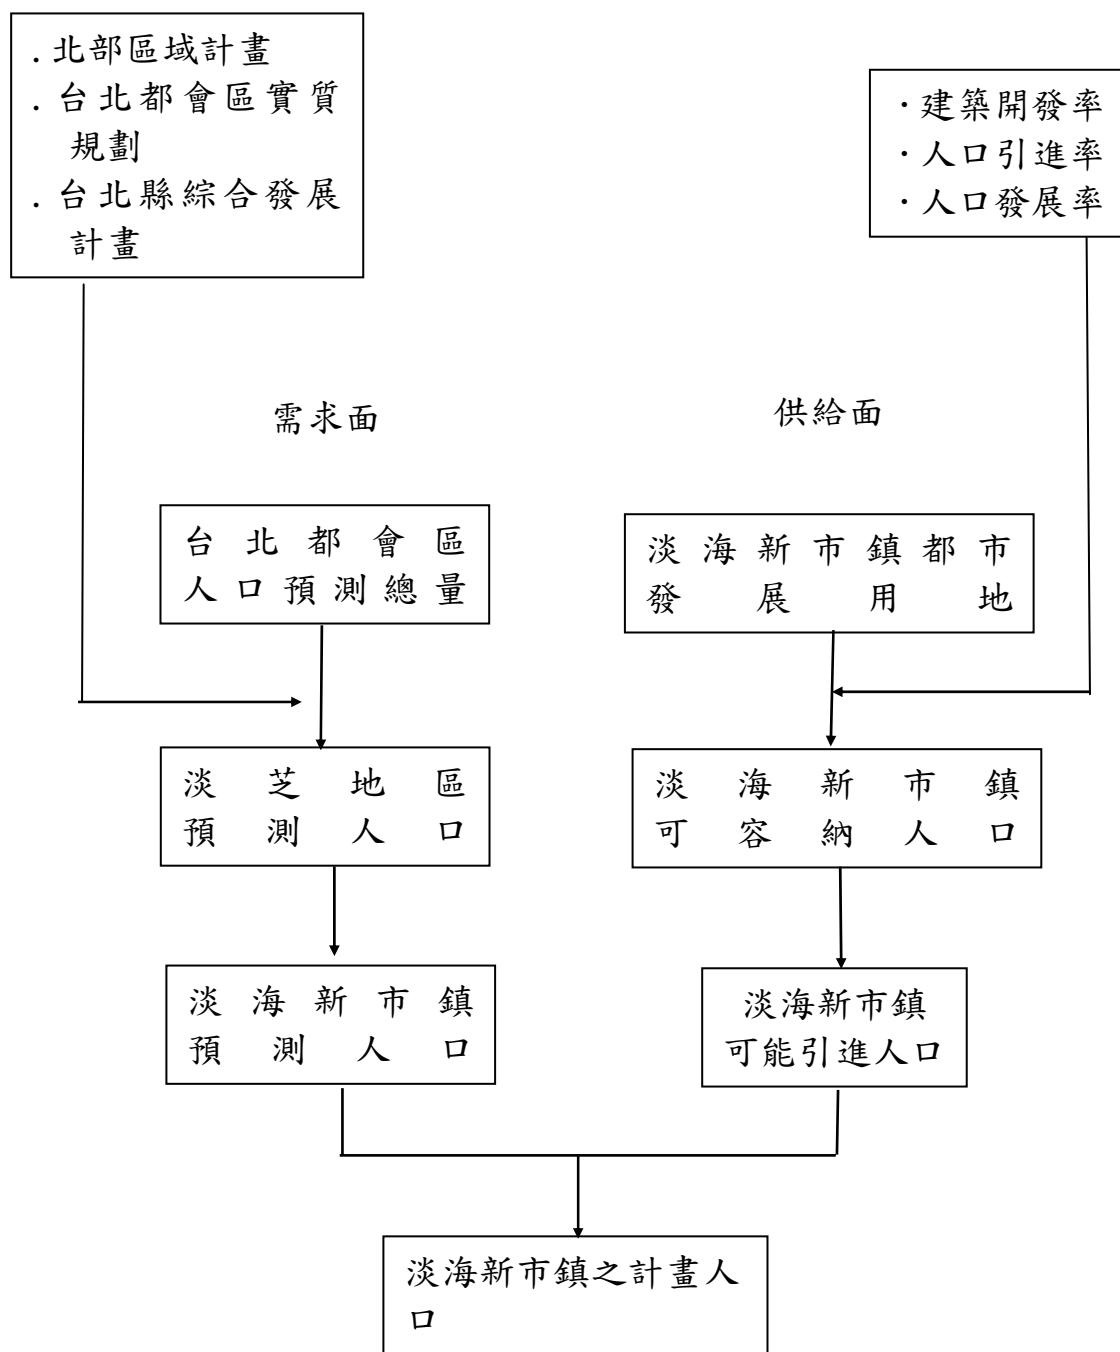 . 北部區域計畫
. 台北都會區實質
規劃
. 台北縣綜合發展
計畫
· 建築開發率
· 人口引進率
· 人口發展率
需求面
供給面
台北都會區
人口預測總量
淡海新市鎮都市
發展用地
淡芝地區
預測人口
淡海新市鎮
可容納人口
淡海新市鎮
預測人口
淡海新市鎮
可能引進人口
淡海新市鎮之計畫人
口